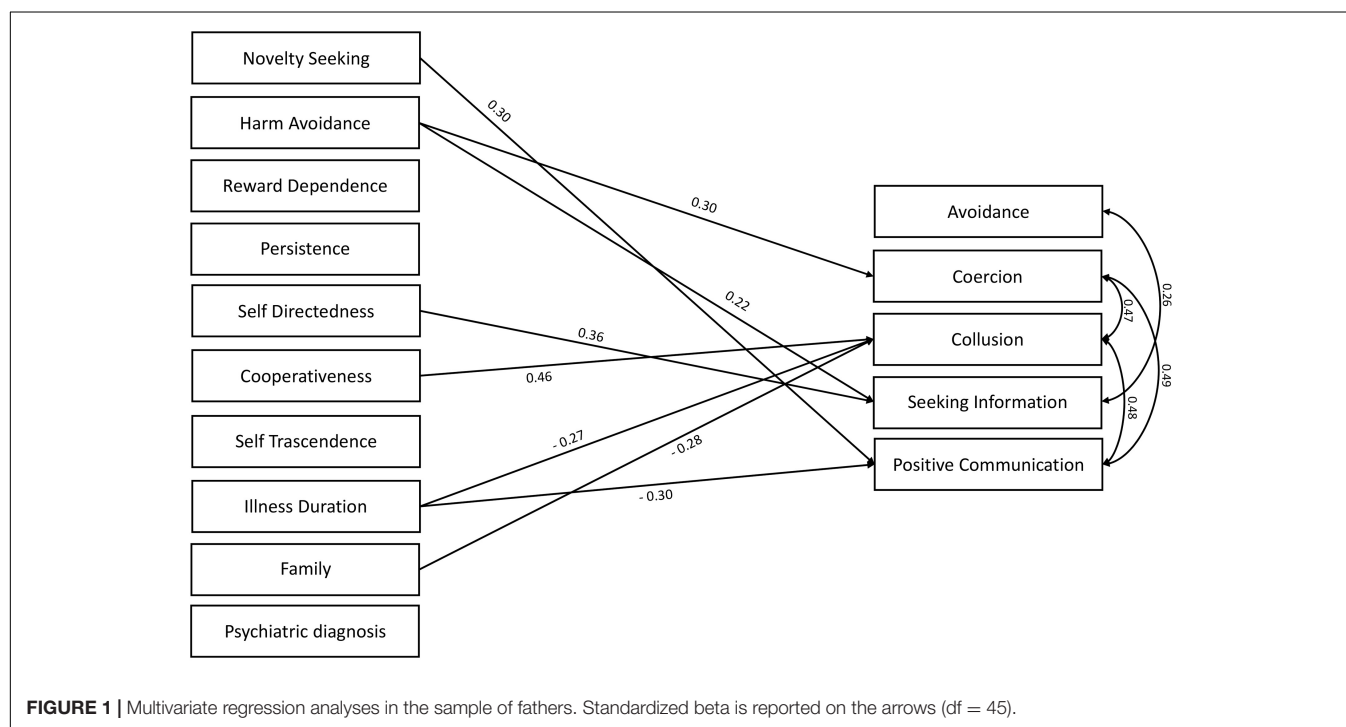 Novelty Seeking
Harm Avoidance
Reward Dependence
Persistence
Self Directedness
Cooperativeness
Self Trascendence
Illness Duration
Family
Psychiatric diagnosis
0.30
0.30
0.22
0.36
0.46
- 0.27
- 0.28
- 0.30
Avoidance
Coercion
Collusion
Seeking Information
Positive Communication
0.26
0.47
0.49
0.48
FIGURE 1 | Multivariate regression analyses in the sample of fathers. Standardized beta is reported on the arrows (df = 45).